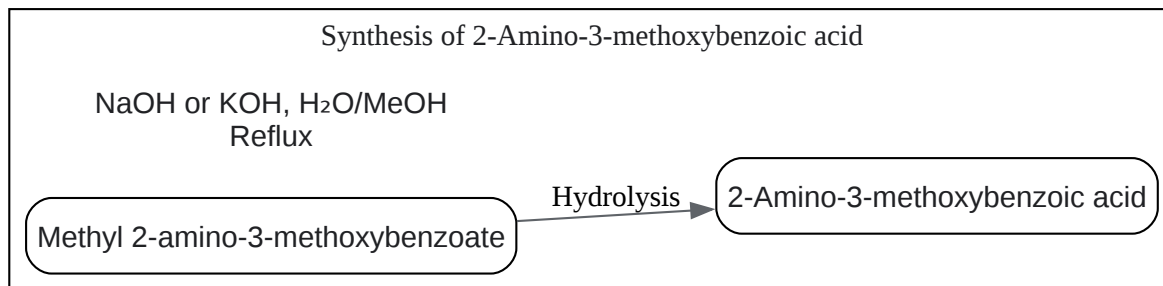 Synthesis of 2-Amino-3-methoxybenzoic acid
NaOH or KOH, H₂O/MeOH
Reflux
Hydrolysis
2-Amino-3-methoxybenzoic acid
Methyl 2-amino-3-methoxybenzoate